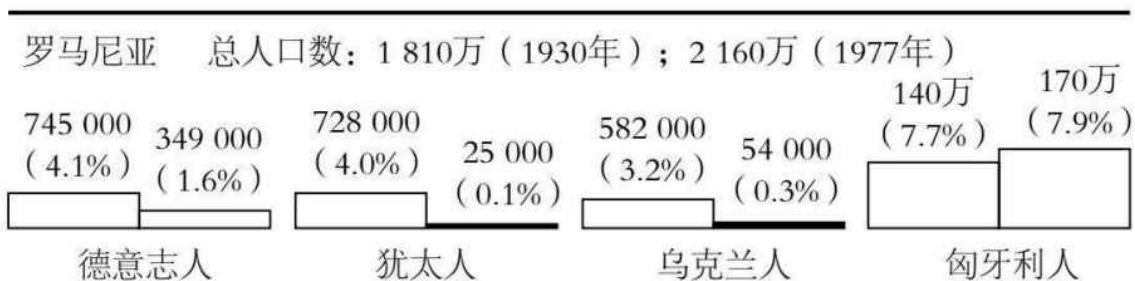 罗马尼亚 总人口数：1 810万（1930年）；2 160万（1977年）
745 000
（4.1%）
349 000
（1.6%）
728 000
（4.0%）
25 000
（0.1%）
582 000
（3.2%）
54 000
（0.3%）
140万
（7.7%）
170万
（7.9%）
德意志人
犹太人
乌克兰人
匈牙利人